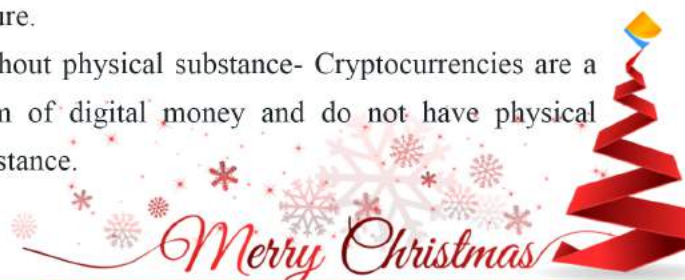 ure.
hout physical substance- Cryptocurrencies are a
n of digital money and do not have physical
stance.
Merry Christmas